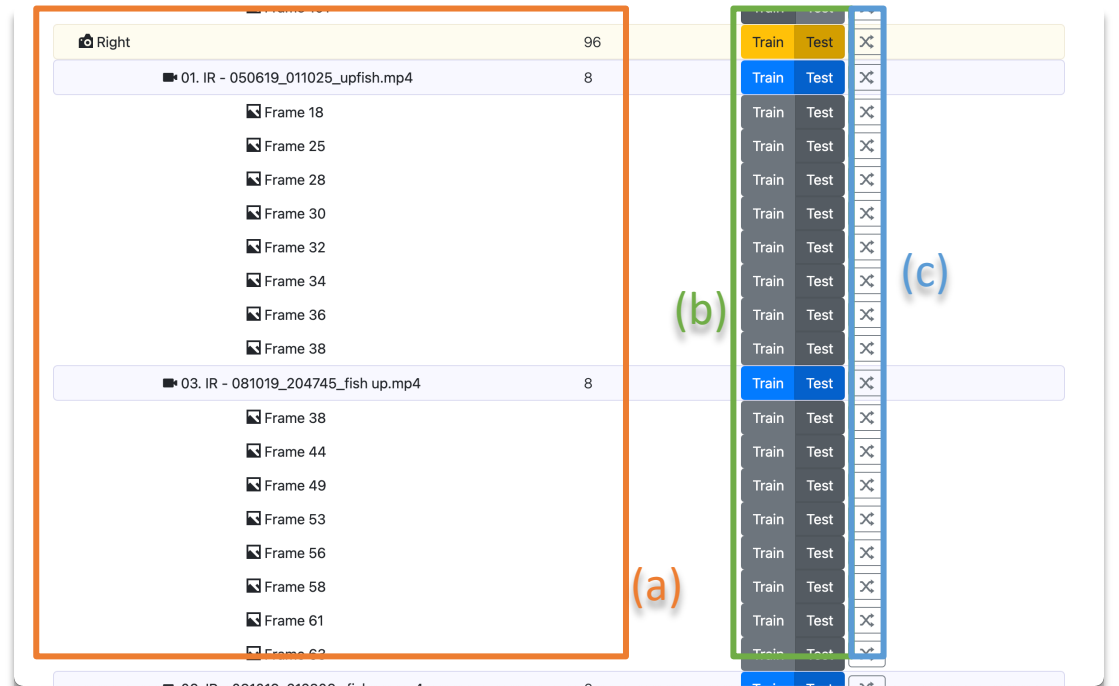 Right 96 Train Test
01. IR - 050619_011025_upfish.mp4 8 Train Test
Frame 18 Train Test
Frame 25 Train Test
Frame 28 Train Test
Frame 30 Train Test
Frame 32 Train Test
Frame 34 Train Test
(c)
Frame 36 Train Test
(b)
Frame 38 Train Test
03. IR - 081019_204745_fish up.mp4 8 Train Test
Frame 38 Train Test
Frame 44 Train Test
Frame 49 Train Test
Frame 53 Train Test
Frame 56 Train Test
Frame 58 Train Test
(a)
Frame 61 Train Test
Frame 63 Train Test